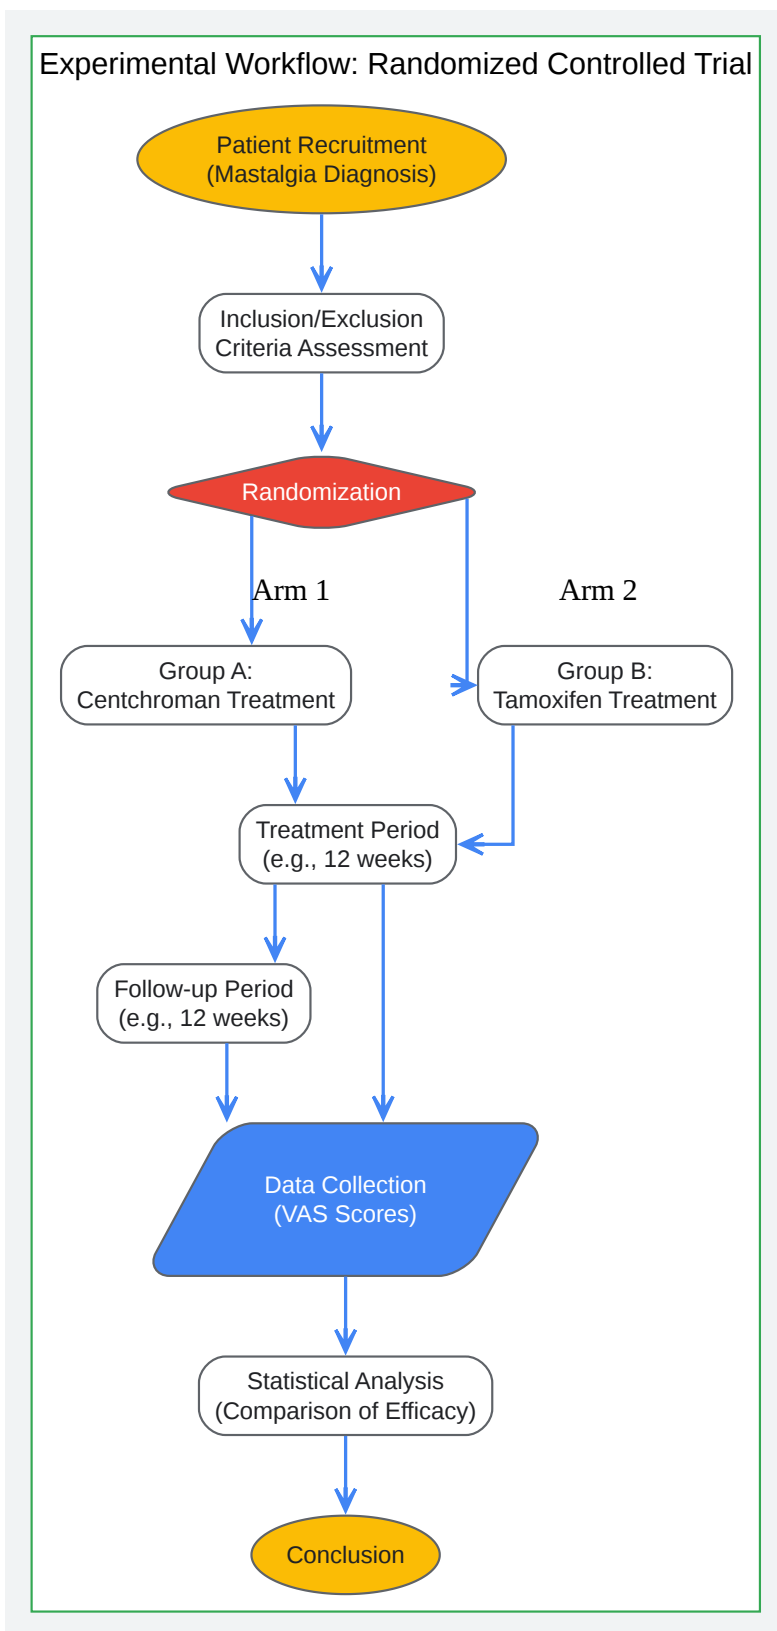 Experimental Workflow: Randomized Controlled Trial
Patient Recruitment
(Mastalgia Diagnosis)
Inclusion/Exclusion
Criteria Assessment
Randomization
Arm 1
Arm 2
Group A:
Centchroman Treatment
Group B:
Tamoxifen Treatment
Treatment Period
(e.g., 12 weeks)
Follow-up Period
(e.g., 12 weeks)
Data Collection
(VAS Scores)
Statistical Analysis
(Comparison of Efficacy)
Conclusion